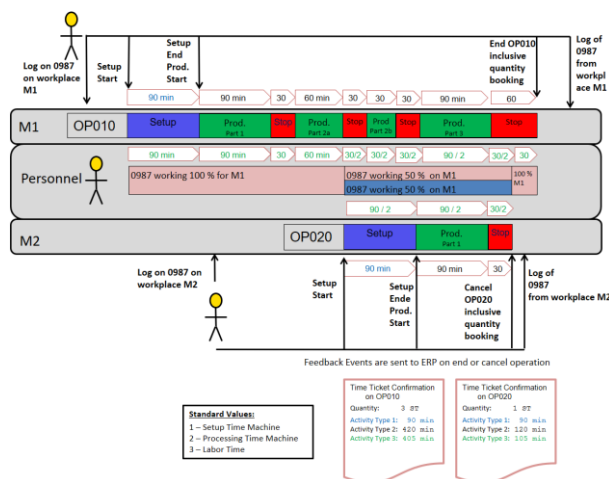 Log on 0987
on workplace
M1
Setup
Start
Setup
End
Prod.
Start
End OP010
inclusive
quantity
booking
Log of
0987
from
workpl
ace M1
90 min
90 min
30
60 min
30
30
30
90 min
60
M1
OP010
Setup
Prod.
Part 1
Stop
Prod.
Part 2a
Stop
Prod
Part 2b
Stop
Prod.
Part 3
Stop
90 min
90 min
30
60 min
30/2
30/2
30/2
90 / 2
30/2
30
Personnel
0987 working 100 % for M1
0987 working 50 % on M1
0987 working 50 % on M1
100 %
M1
90 / 2
90 / 2
30/2
M2
OP020
Setup
Prod.
Part 1
Stop
90 min
90 min
30
Log on 0987 on
workplace M2
Setup
Start
Setup
Ende
Prod.
Start
Cancel
OP020
inclusive
quantity
booking
Log of
0987
from workplace M2
Feedback Events are sent to ERP on end or cancel operation
Standard Values:
1 – Setup Time Machine
2 – Processing Time Machine
3 – Labor Time
Time Ticket Confirmation
on OP010
Quantity: 3 ST
Activity Type 1: 90 min
Activity Type 2: 420 min
Activity Type 3: 405 min
Time Ticket Confirmation
on OP020
Quantity: 1 ST
Activity Type 1: 90 min
Activity Type 2: 120 min
Activity Type 3: 105 min